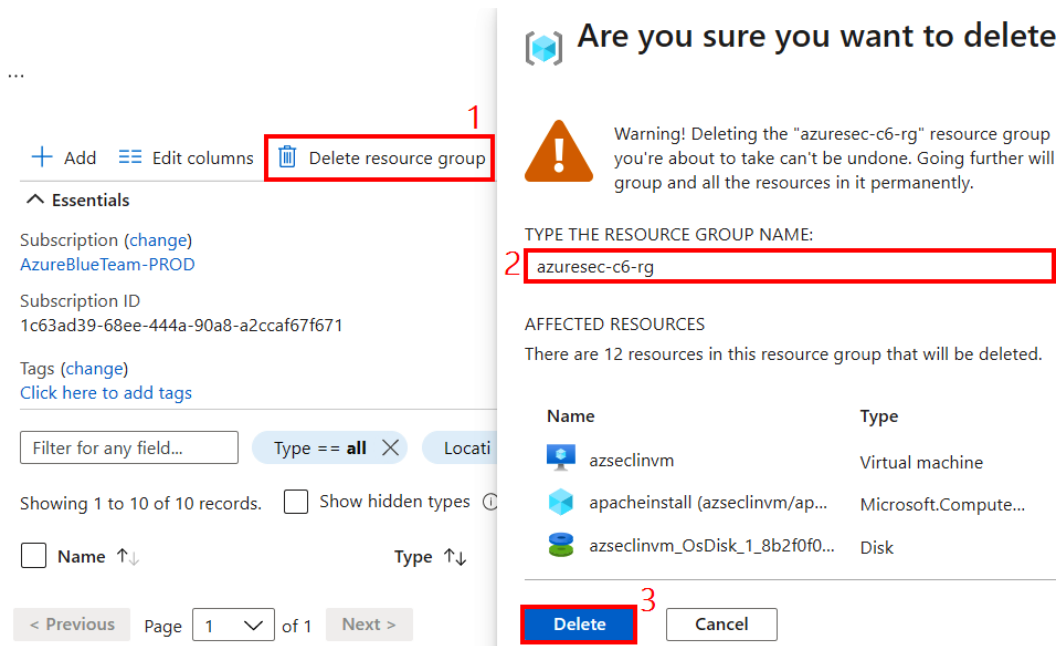 ...
1
Add Edit columns Delete resource group
Essentials
Subscription (change)
AzureBlueTeam-PROD
Subscription ID
1c63ad39-68ee-444a-90a8-a2ccaf67f671
Tags (change)
Click here to add tags
Filter for any field... Type == all Locati
Showing 1 to 10 of 10 records. Show hidden types
Name ↑↓ Type ↑↓
< Previous Page 1 of 1 Next >
Are you sure you want to delete
Warning! Deleting the "azuresec-c6-rg" resource group
you're about to take can't be undone. Going further will
group and all the resources in it permanently.
TYPE THE RESOURCE GROUP NAME:
2 azuresec-c6-rg
AFFECTED RESOURCES
There are 12 resources in this resource group that will be deleted.
Name Type
azseclinvm Virtual machine
apacheinstall (azseclinvm/ap... Microsoft.Compute...
azseclinvm_OsDisk_1_8b2f0f0... Disk
3
Delete Cancel